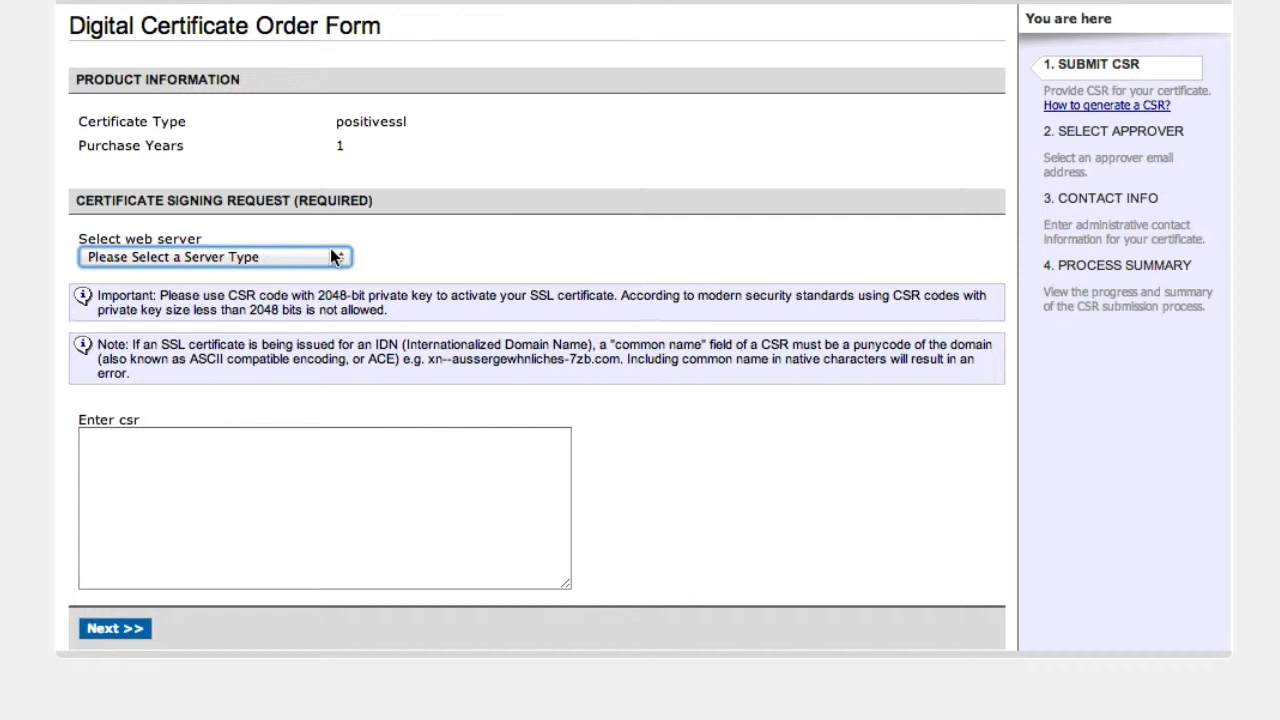 Digital Certificate Order Form
PRODUCT INFORMATION
Certificate Type positivessl
Purchase Years 1
CERTIFICATE SIGNING REQUEST (REQUIRED)
Select web server
Please Select a Server Type
Important: Please use CSR code with 2048-bit private key to activate your SSL certificate. According to modern security standards using CSR codes with
private key size less than 2048 bits is not allowed.
Note: If an SSL certificate is being issued for an IDN (Internationalized Domain Name), a "common name" field of a CSR must be a punycode of the domain
(also known as ASCII compatible encoding, or ACE) e.g. xn--aussergewhnliches-7zb.com. Including common name in native characters will result in an
error.
Enter csr
Next >>
You are here
1. SUBMIT CSR
Provide CSR for your certificate.
How to generate a CSR?
2. SELECT APPROVER
Select an approver email
address.
3. CONTACT INFO
Enter administrative contact
information for your certificate.
4. PROCESS SUMMARY
View the progress and summary
of the CSR submission process.